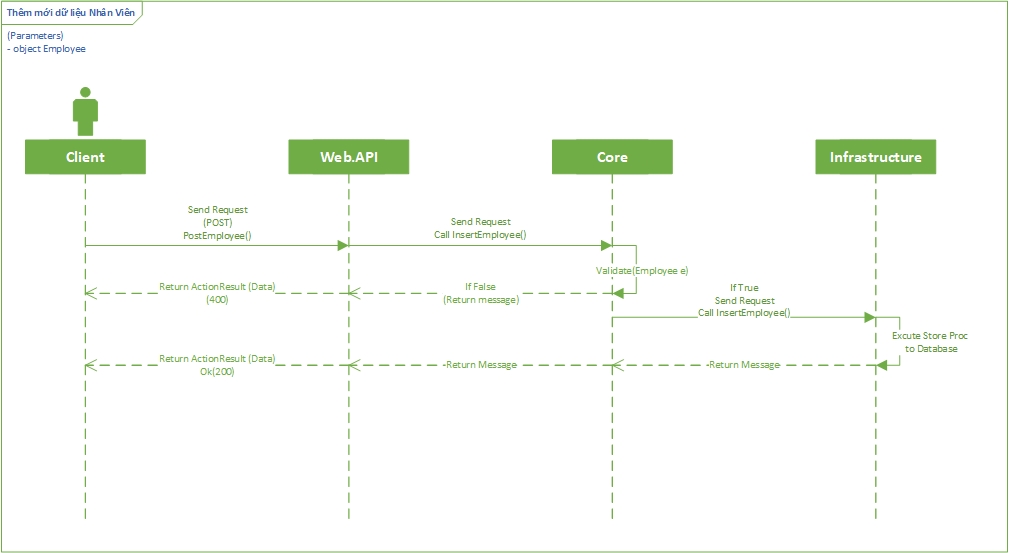 Thêm mới dữ liệu Nhân Viên
(Parameters)
- object Employee
Client
Web.API
Core
Infrastructure
Send Request
(POST)
PostEmployee()
Send Request
Call InsertEmployee()
Validate(Employee e)
Return ActionResult (Data)
(400)
If False
(Return message)
If True
Send Request
Call InsertEmployee()
Excute Store Proc
to Database
Return ActionResult (Data)
Ok(200)
Return Message
Return Message